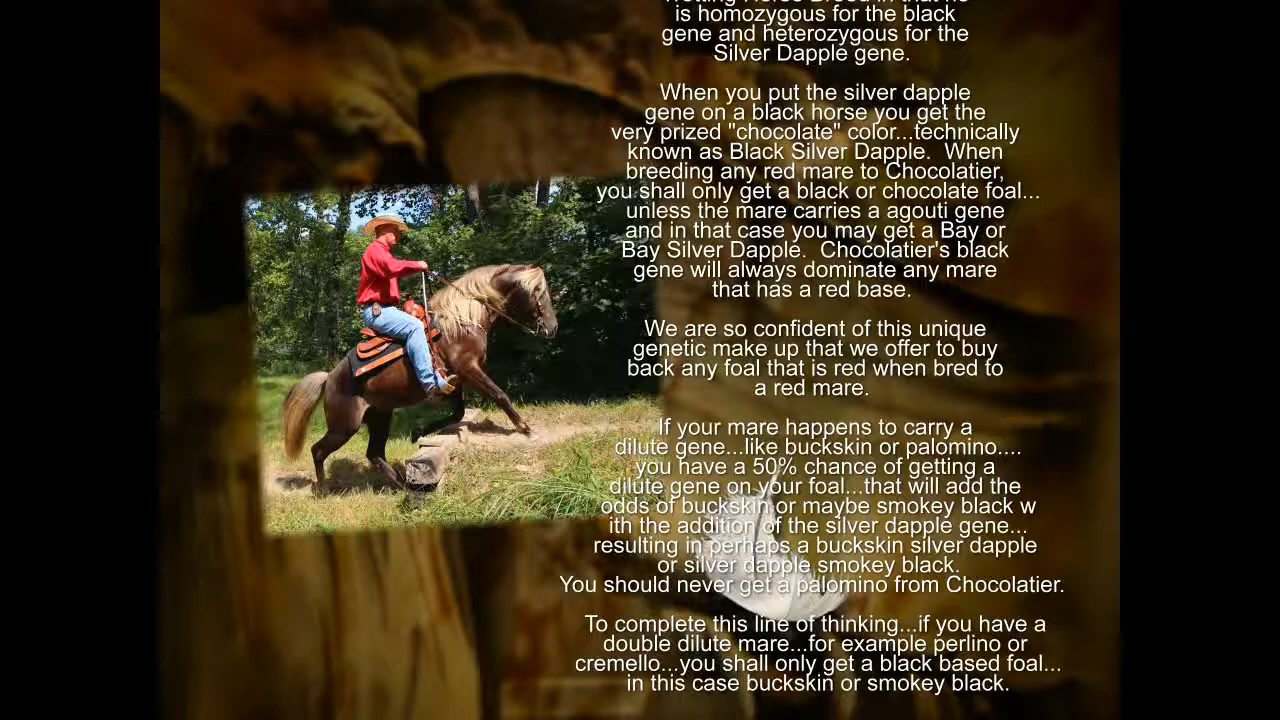 Trotting Horse Breed in that he
is homozygous for the black
gene and heterozygous for the
Silver Dapple gene.
When you put the silver dapple
gene on a black horse you get the
very prized "chocolate" color...technically
known as Black Silver Dapple.  When
breeding any red mare to Chocolatier,
you shall only get a black or chocolate foal...
unless the mare carries a agouti gene
and in that case you may get a Bay or
Bay Silver Dapple.  Chocolatier's black
gene will always dominate any mare
that has a red base.
We are so confident of this unique
genetic make up that we offer to buy
back any foal that is red when bred to
a red mare.
If your mare happens to carry a
dilute gene...like buckskin or palomino....
you have a 50% chance of getting a
dilute gene on your foal...that will add the
odds of buckskin or maybe smokey black w
ith the addition of the silver dapple gene...
resulting in perhaps a buckskin silver dapple
or silver dapple smokey black.
You should never get a palomino from Chocolatier.
To complete this line of thinking...if you have a
double dilute mare...for example perlino or
cremello...you shall only get a black based foal...
in this case buckskin or smokey black.